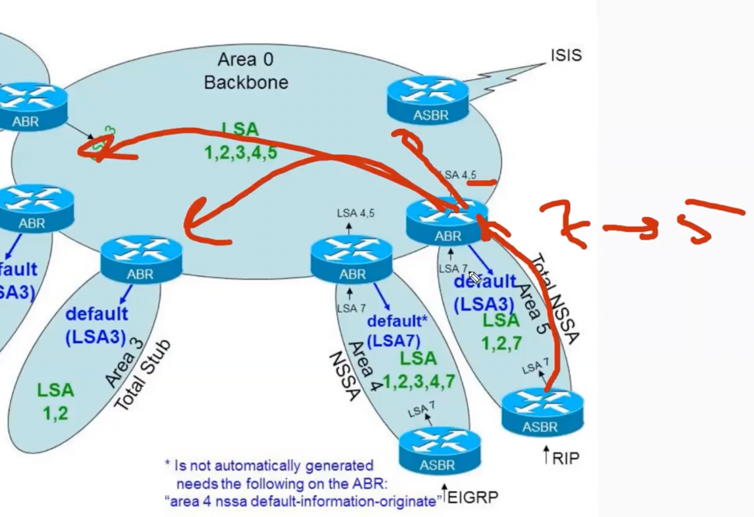 Area 0
Backbone
ISIS
ABR
ASBR
LSA
1,2,3,4,5
LSA 4,5
LSA 4,5
ABR
ABR
ABR
ABR
7 → 5
fault
SA3)
default
(LSA3)
LSA 7
LSA 7
default
(LSA3)
default*
(LSA7)
LSA
1,2,7
Area 5
Total NSSA
Area 3
Total Stub
LSA
1,2
Area 4
NSSA
LSA
1,2,3,4,7
LSA 7
LSA 7
ASBR
ASBR
RIP
EIGRP
* Is not automatically generated
needs the following on the ABR:
"area 4 nssa default-information-originate"